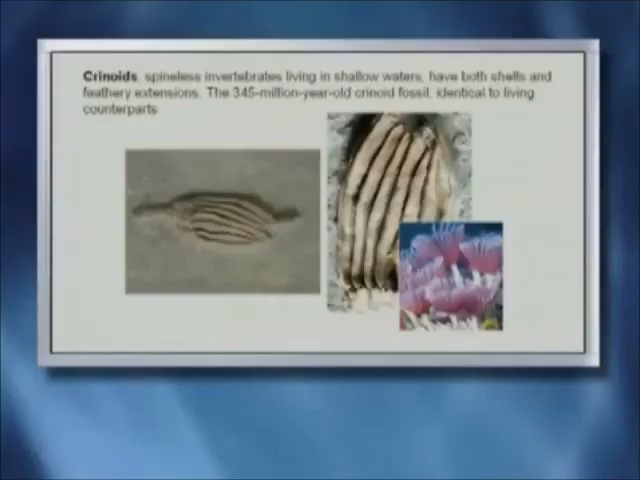 Crinoids, spineless invertebrates living in shallow waters, have both shells and
feathery extensions. The 345-million-year-old crinoid fossil, identical to living
counterparts